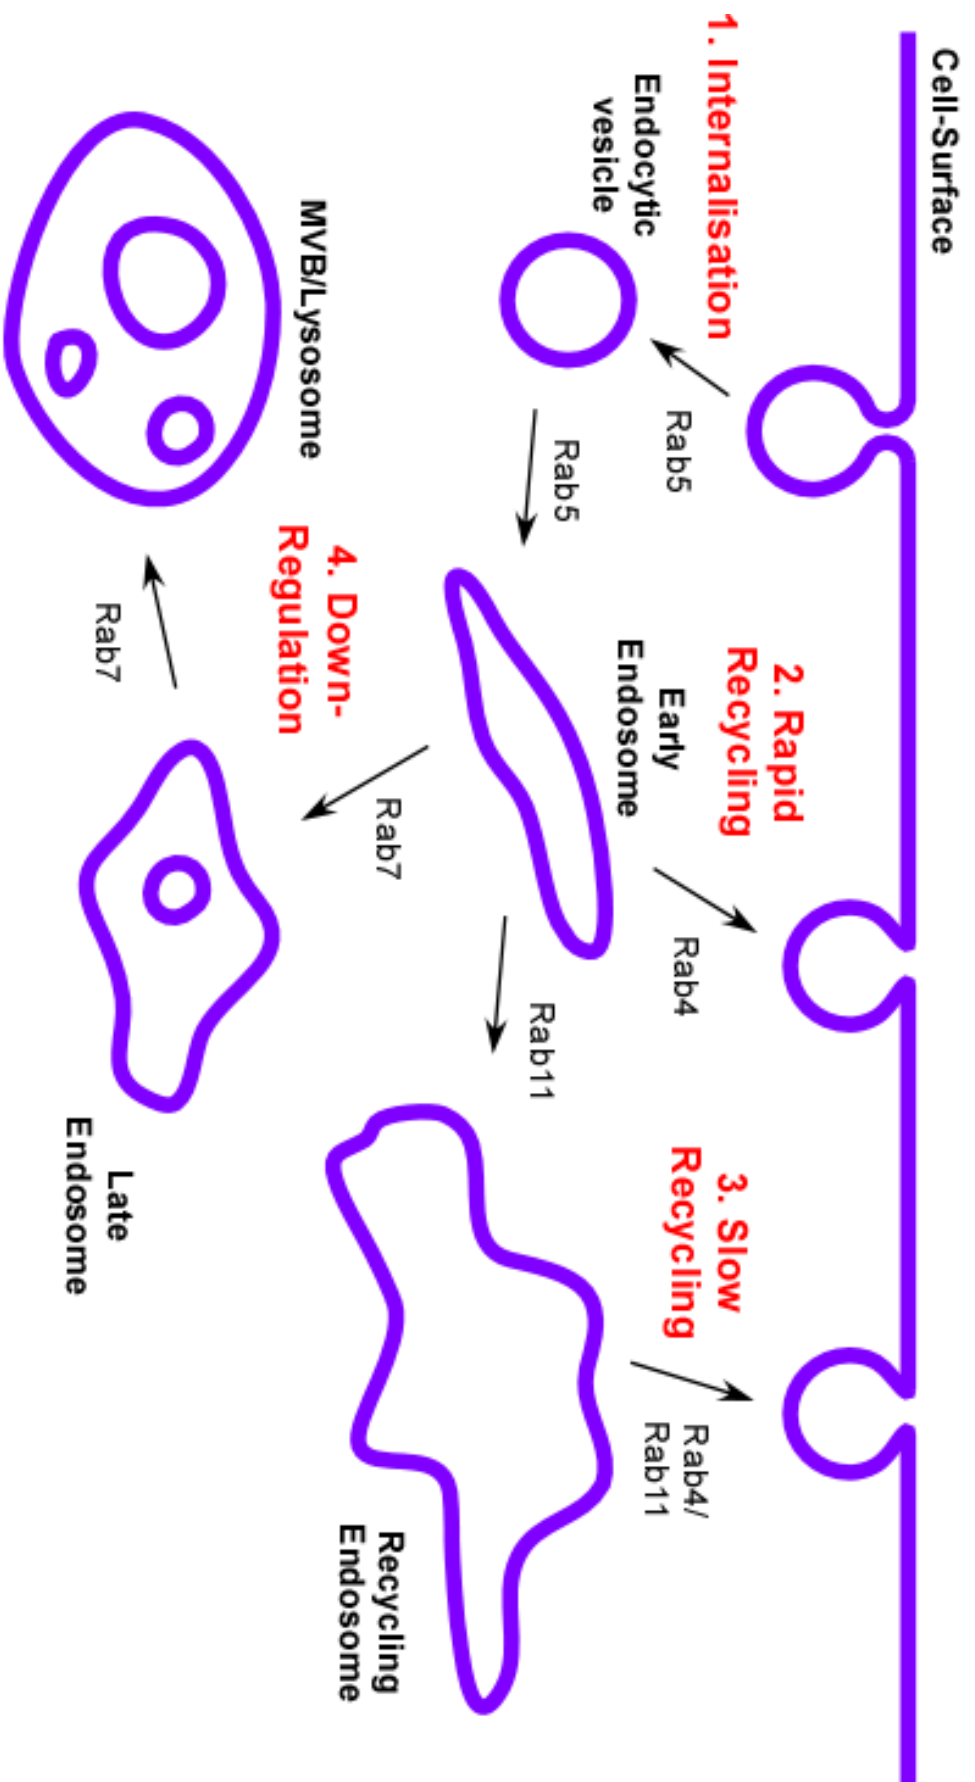 Cell-Surface
1. Internalisation
Endocytic
vesicle
Rab5
Rab5
2. Rapid
Recycling
Early
Endosome
Rab4
3. Slow
Recycling
Rab4/
Rab11
Rab11
Rab7
4. Down-
Regulation
MVB/Lysosome
Rab7
Late
Endosome
Recycling
Endosome